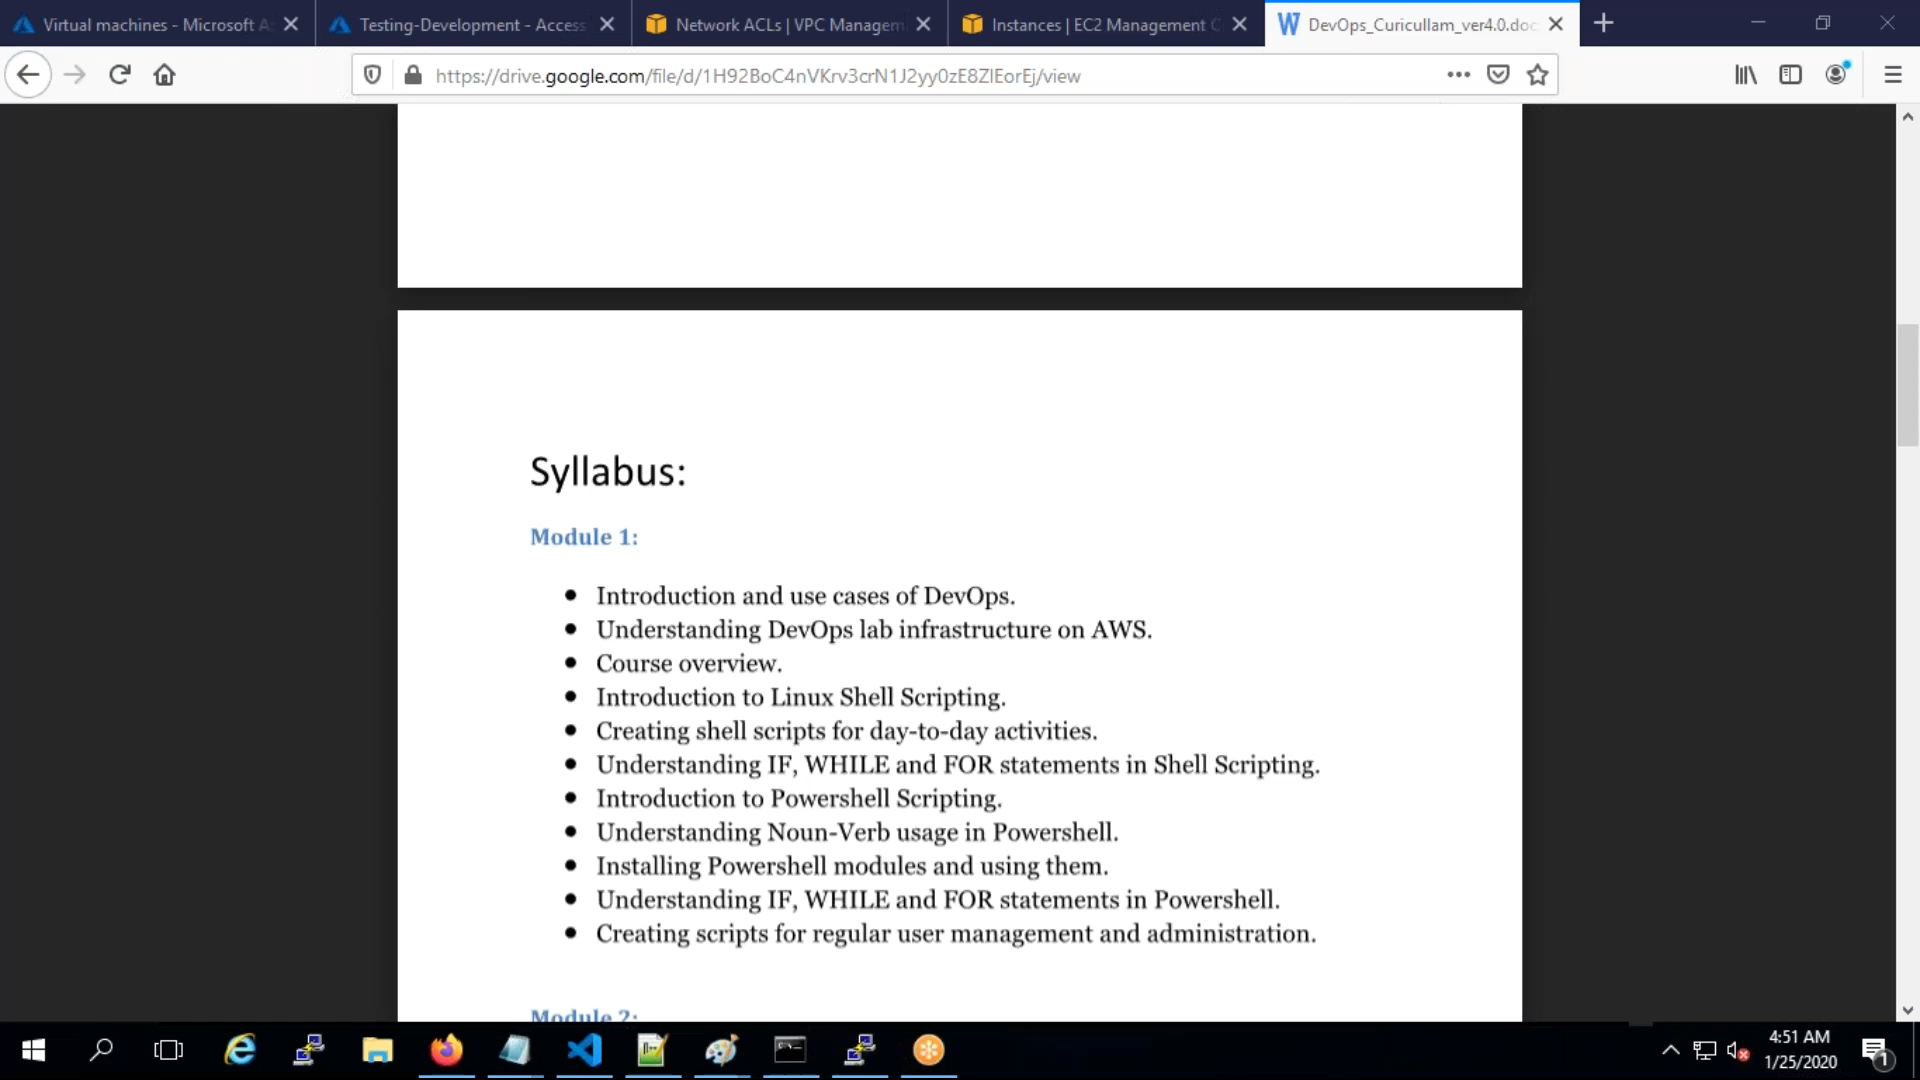 Virtual machines - Microsoft A
Testing-Development - Access
Network ACLs | VPC Managem
Instances | EC2 Management C
DevOps_Curicullam_ver4.0.doc
https://drive.google.com/file/d/1H92BoC4nVKrv3crN1J2yy0zE8ZlEorEj/view
Syllabus:
Module 1:
Introduction and use cases of DevOps.
Understanding DevOps lab infrastructure on AWS.
Course overview.
Introduction to Linux Shell Scripting.
Creating shell scripts for day-to-day activities.
Understanding IF, WHILE and FOR statements in Shell Scripting.
Introduction to Powershell Scripting.
Understanding Noun-Verb usage in Powershell.
Installing Powershell modules and using them.
Understanding IF, WHILE and FOR statements in Powershell.
Creating scripts for regular user management and administration.
Module 2:
4:51 AM
1/25/2020
1